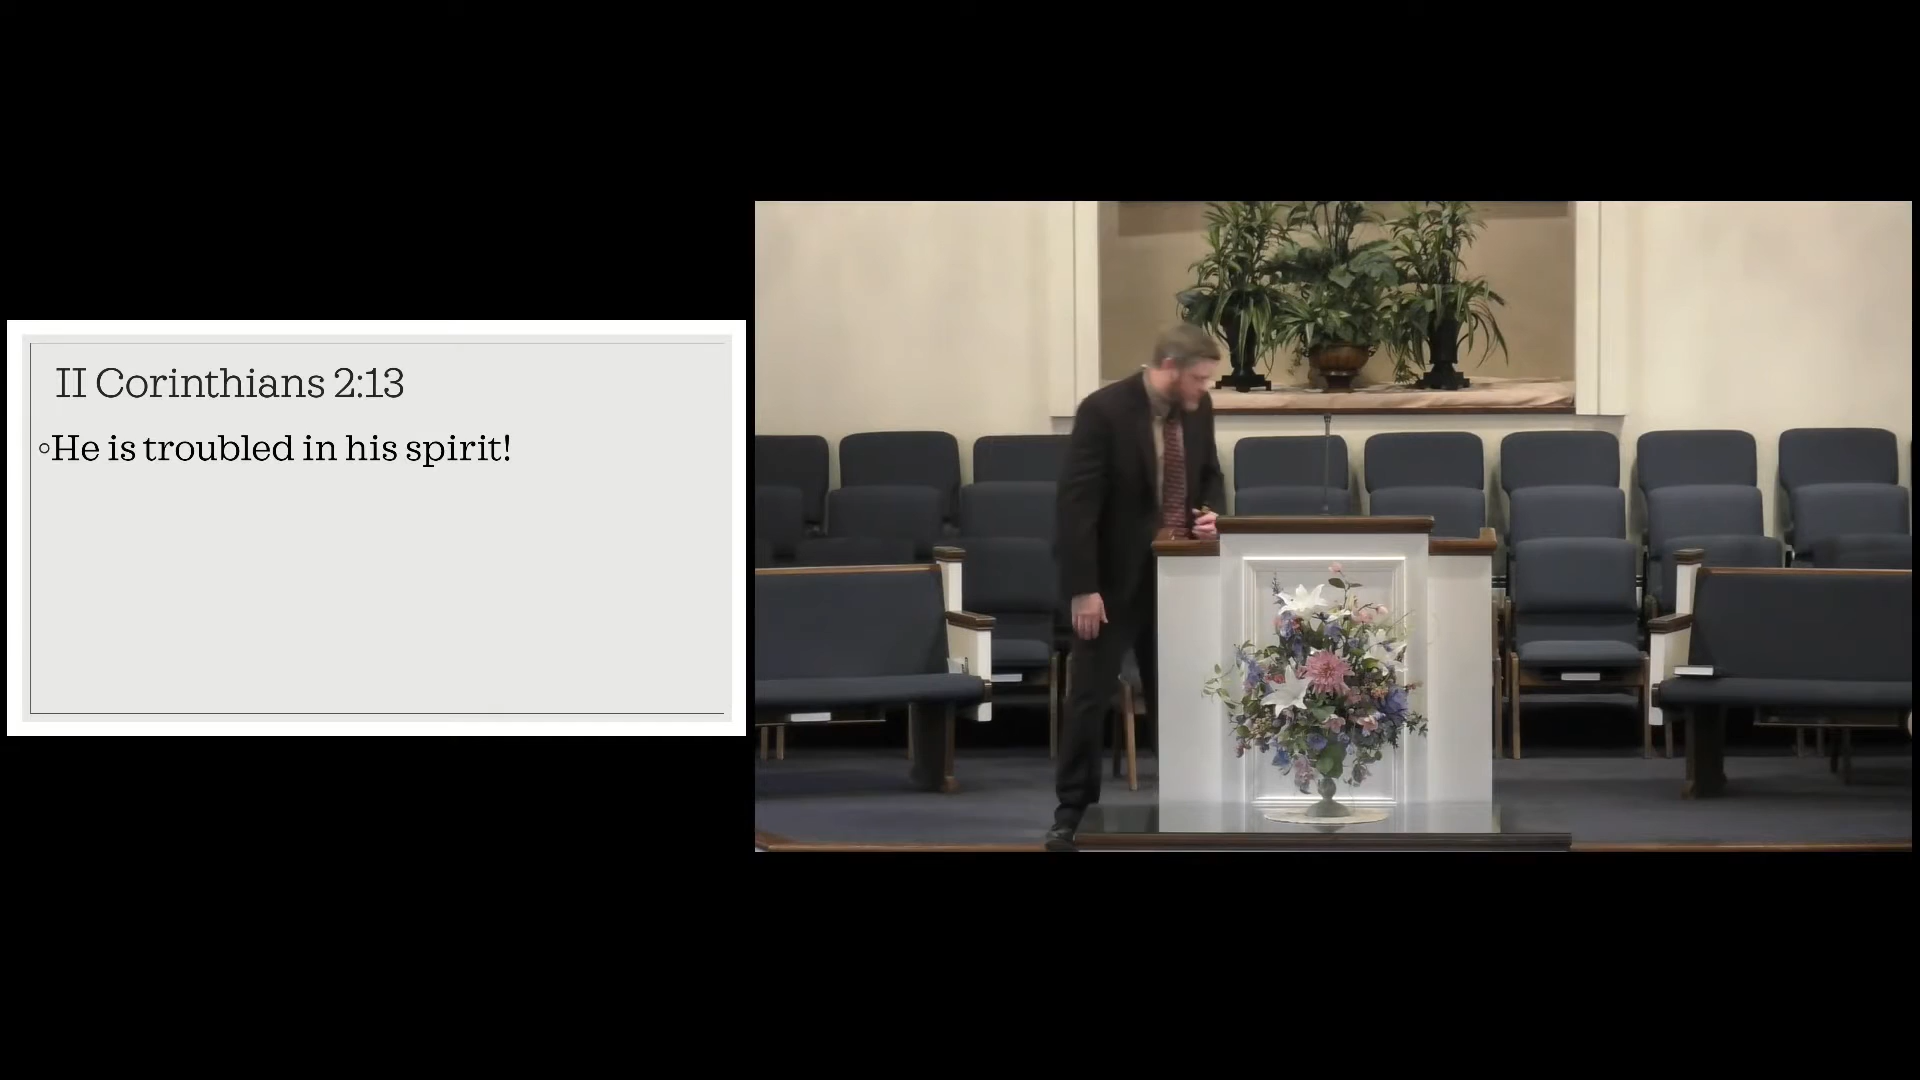 II Corinthians 2:13
◦He is troubled in his spirit!